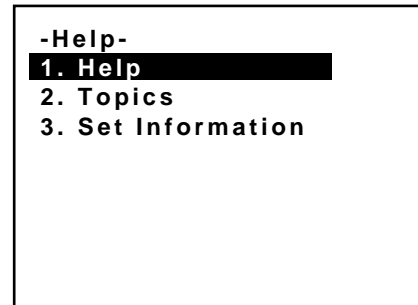 -Help-
1. Help
2. Topics
3. Set Information